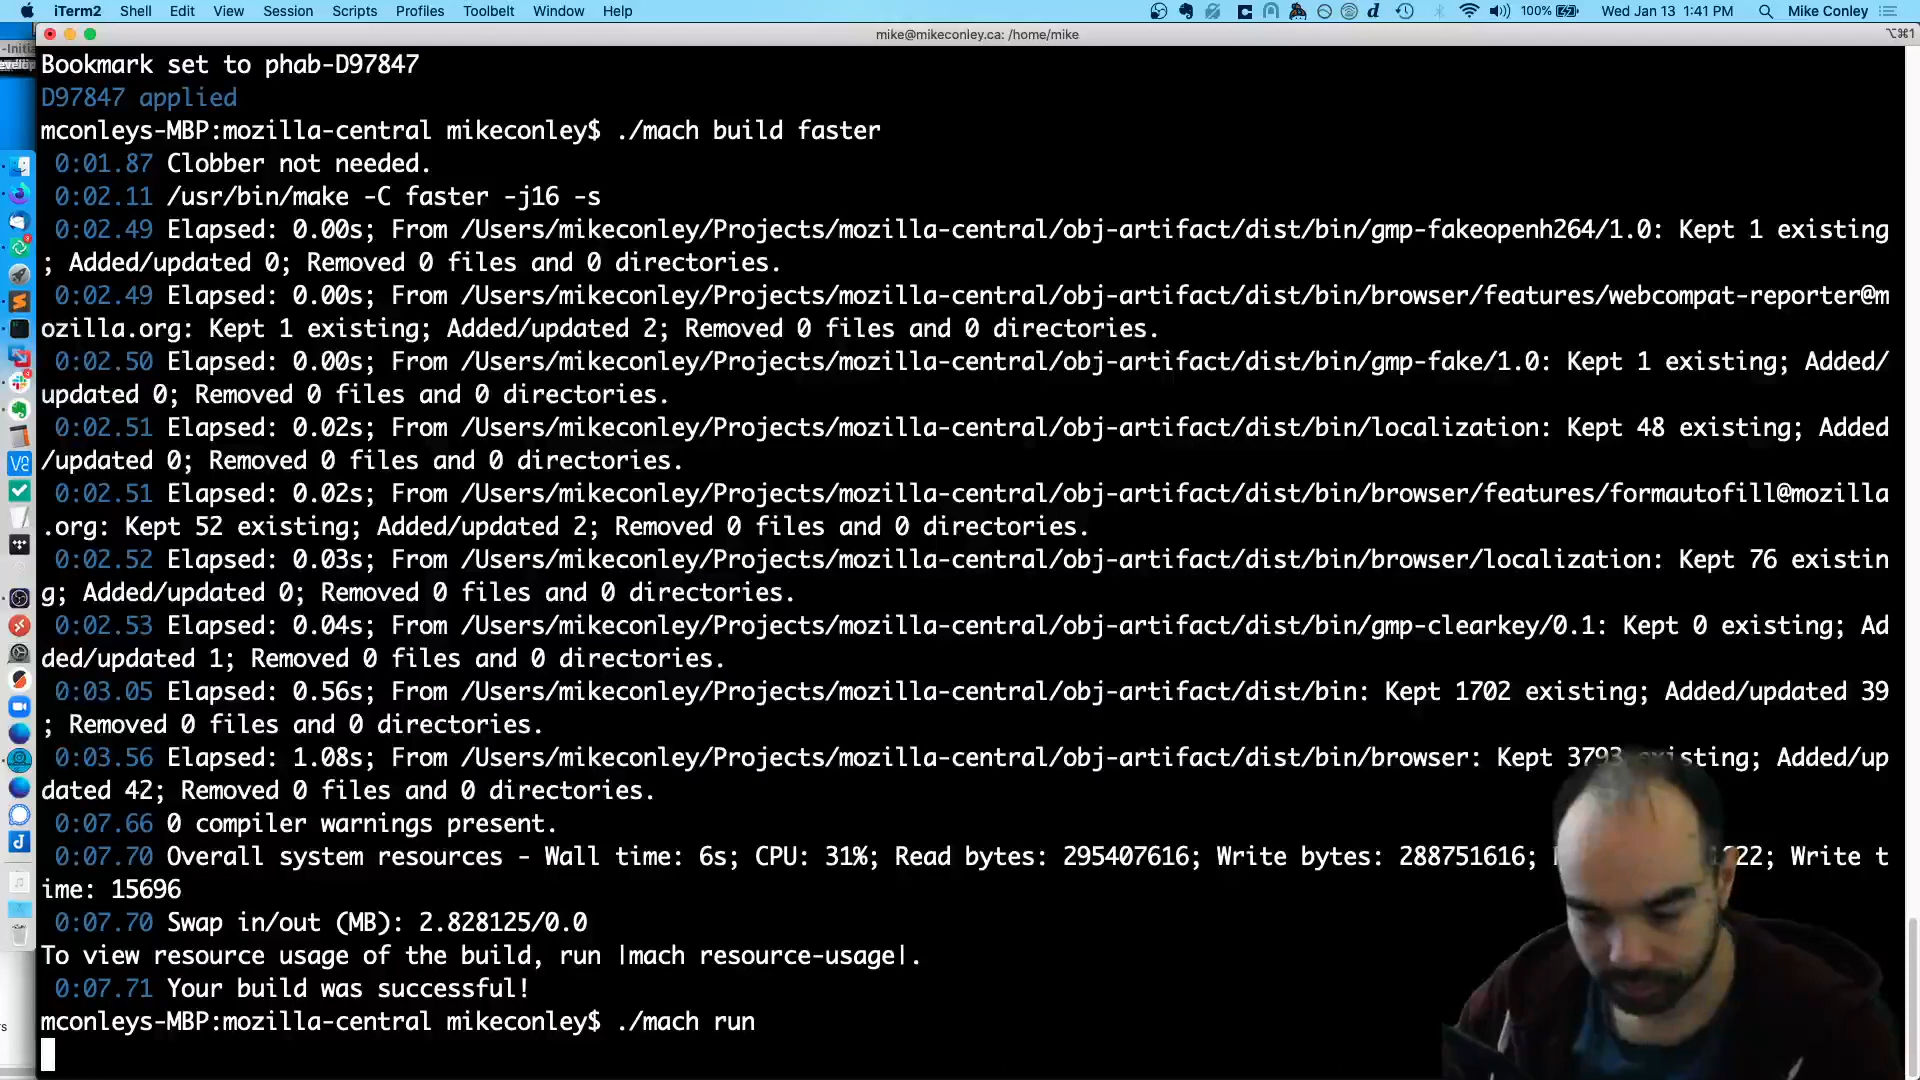 iTerm2 Shell Edit View Session Scripts Profiles Toolbelt Window Help 100% Wed Jan 13 1:41 PM Mike Conley
mike@mikeconley.ca: /home/mike ⌥⌘1
Bookmark set to phab-D97847
D97847 applied
mconleys-MBP:mozilla-central mikeconley$ ./mach build faster
0:01.87 Clobber not needed.
0:02.11 /usr/bin/make -C faster -j16 -s
0:02.49 Elapsed: 0.00s; From /Users/mikeconley/Projects/mozilla-central/obj-artifact/dist/bin/gmp-fakeopenh264/1.0: Kept 1 existing
; Added/updated 0; Removed 0 files and 0 directories.
0:02.49 Elapsed: 0.00s; From /Users/mikeconley/Projects/mozilla-central/obj-artifact/dist/bin/browser/features/webcompat-reporter@m
ozilla.org: Kept 1 existing; Added/updated 2; Removed 0 files and 0 directories.
0:02.50 Elapsed: 0.00s; From /Users/mikeconley/Projects/mozilla-central/obj-artifact/dist/bin/gmp-fake/1.0: Kept 1 existing; Added/
updated 0; Removed 0 files and 0 directories.
0:02.51 Elapsed: 0.02s; From /Users/mikeconley/Projects/mozilla-central/obj-artifact/dist/bin/localization: Kept 48 existing; Added
/updated 0; Removed 0 files and 0 directories.
0:02.51 Elapsed: 0.02s; From /Users/mikeconley/Projects/mozilla-central/obj-artifact/dist/bin/browser/features/formautofill@mozilla
.org: Kept 52 existing; Added/updated 2; Removed 0 files and 0 directories.
0:02.52 Elapsed: 0.03s; From /Users/mikeconley/Projects/mozilla-central/obj-artifact/dist/bin/browser/localization: Kept 76 existin
g; Added/updated 0; Removed 0 files and 0 directories.
0:02.53 Elapsed: 0.04s; From /Users/mikeconley/Projects/mozilla-central/obj-artifact/dist/bin/gmp-clearkey/0.1: Kept 0 existing; Ad
ded/updated 1; Removed 0 files and 0 directories.
0:03.05 Elapsed: 0.56s; From /Users/mikeconley/Projects/mozilla-central/obj-artifact/dist/bin: Kept 1702 existing; Added/updated 39
; Removed 0 files and 0 directories.
0:03.56 Elapsed: 1.08s; From /Users/mikeconley/Projects/mozilla-central/obj-artifact/dist/bin/browser: Kept 3793 existing; Added/up
dated 42; Removed 0 files and 0 directories.
0:07.66 0 compiler warnings present.
0:07.70 Overall system resources - Wall time: 6s; CPU: 31%; Read bytes: 295407616; Write bytes: 288751616; 22; Write t
ime: 15696
0:07.70 Swap in/out (MB): 2.828125/0.0
To view resource usage of the build, run |mach resource-usage|.
0:07.71 Your build was successful!
mconleys-MBP:mozilla-central mikeconley$ ./mach run